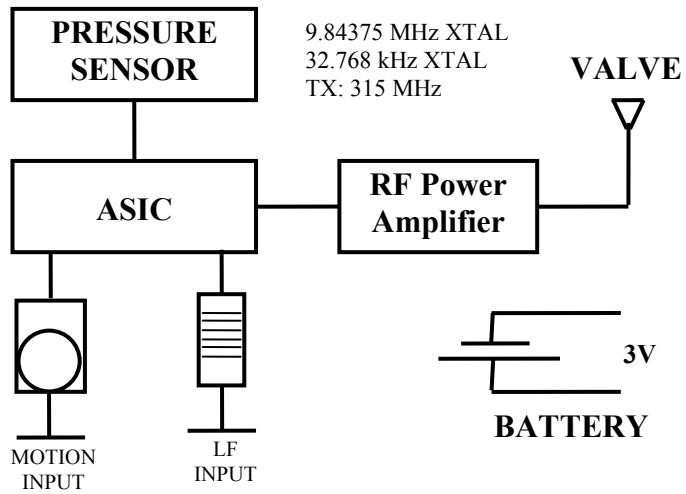 PRESSURE
SENSOR
9.84375 MHz XTAL
32.768 kHz XTAL
TX: 315 MHz
VALVE
ASIC
RF Power
Amplifier
3V
BATTERY
MOTION
INPUT
LF
INPUT